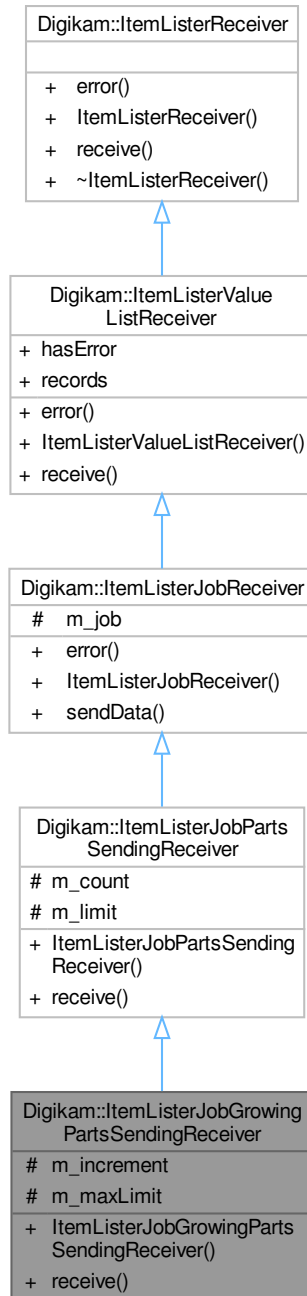 Digikam::ItemListerReceiver
+ error()
+ ItemListerReceiver()
+ receive()
+ ~ItemListerReceiver()
Digikam::ItemListerValue
ListReceiver
+ hasError
+ records
+ error()
+ ItemListerValueListReceiver()
+ receive()
Digikam::ItemListerJobReceiver
# m_job
+ error()
+ ItemListerJobReceiver()
+ sendData()
Digikam::ItemListerJobParts
SendingReceiver
# m_count
# m_limit
+ ItemListerJobPartsSending
Receiver()
+ receive()
Digikam::ItemListerJobGrowing
PartsSendingReceiver
# m_increment
# m_maxLimit
+ ItemListerJobGrowingParts
SendingReceiver()
+ receive()